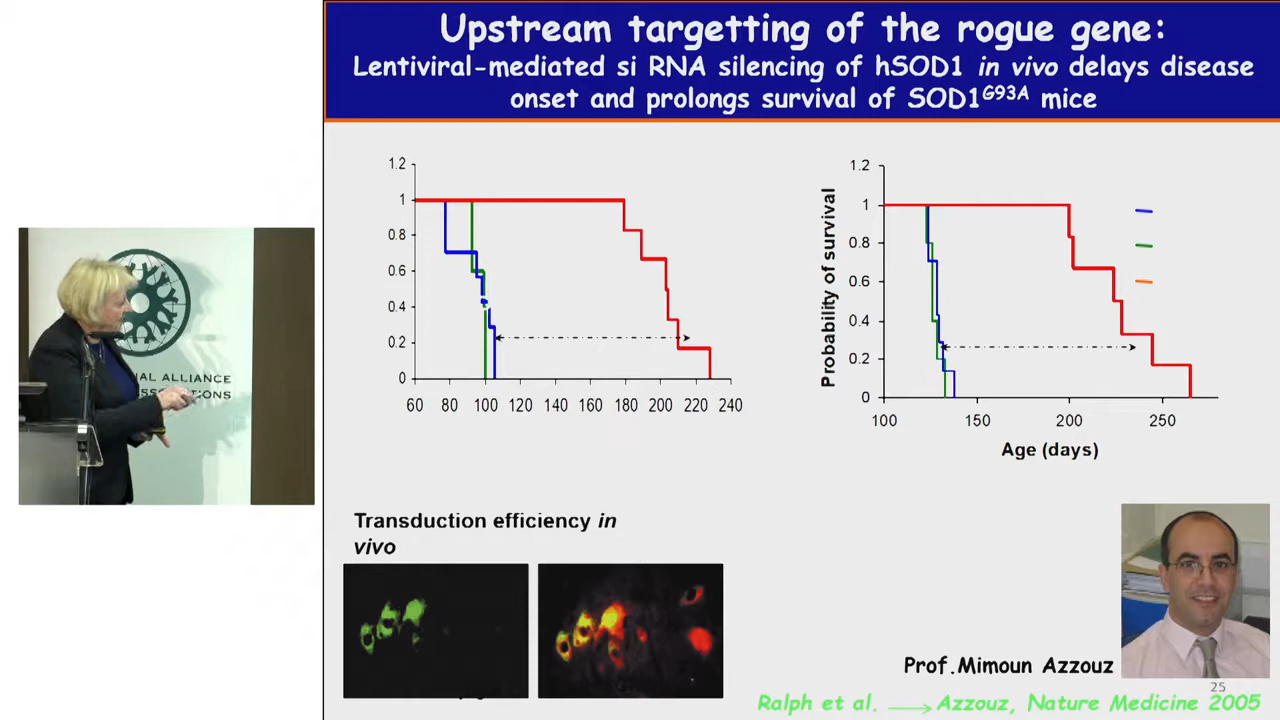 Upstream targetting of the rogue gene:
Lentiviral-mediated si RNA silencing of hSOD1 in vivo delays disease
onset and prolongs survival of SOD1G93A mice
1.2
1
0.8
0.6
0.4
0.2
0
60 80 100 120 140 160 180 200 220 240
Probability of survival
1.2
1
0.8
0.6
0.4
0.2
0
100 150 200 250
Age (days)
NAL ALLIANCE
SSOCIATIONS
Transduction efficiency in
vivo
Prof.Mimoun Azzouz
25
Ralph et al. → Azzouz, Nature Medicine 2005